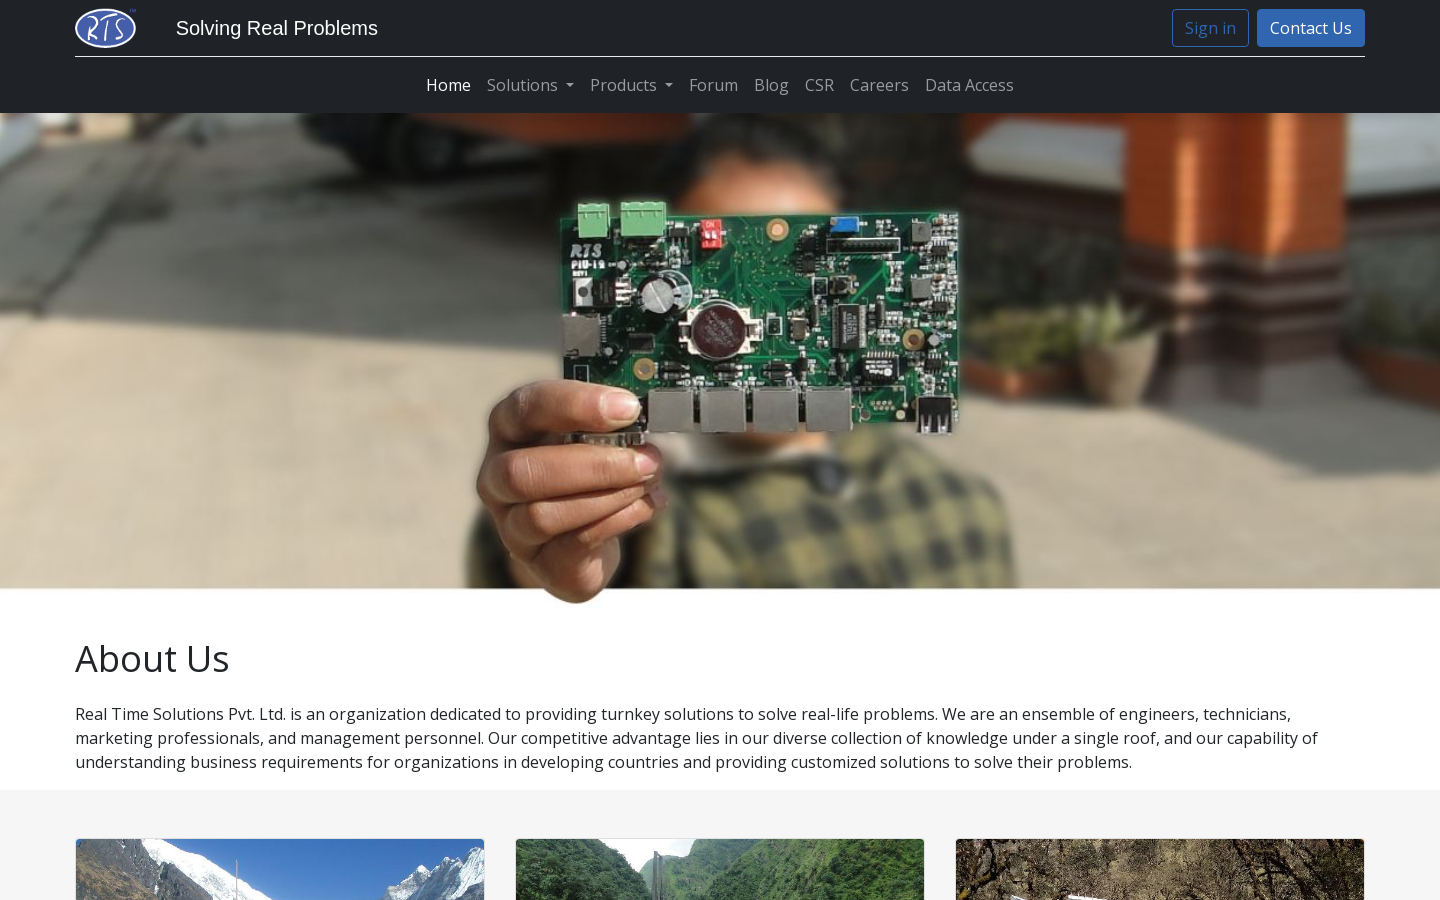 RTS
Solving Real Problems
Sign in
Contact Us
Home
Solutions
Products
Forum
Blog
CSR
Careers
Data Access
RTS
About Us
Real Time Solutions Pvt. Ltd. is an organization dedicated to providing turnkey solutions to solve real-life problems. We are an ensemble of engineers, technicians,
marketing professionals, and management personnel. Our competitive advantage lies in our diverse collection of knowledge under a single roof, and our capability of
understanding business requirements for organizations in developing countries and providing customized solutions to solve their problems.